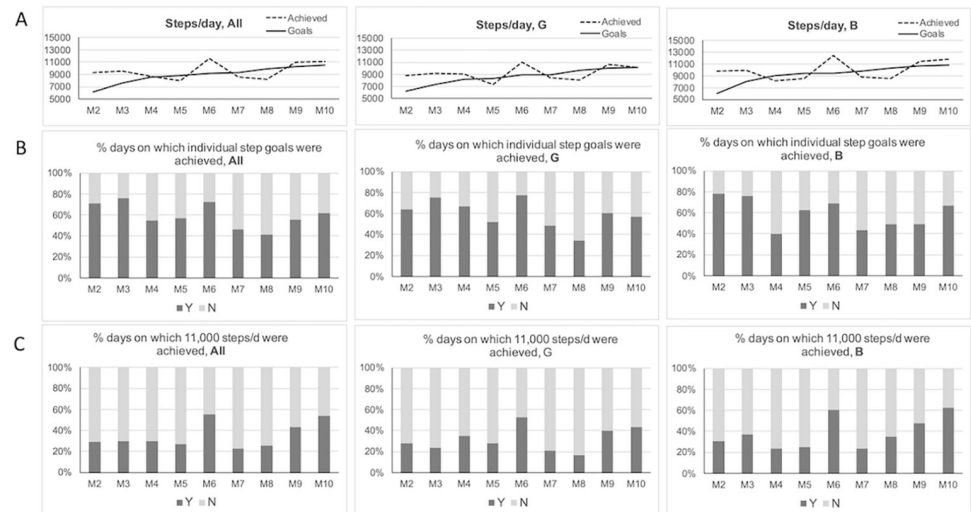 A
Steps/day, All
Achieved
Goals
15000
13000
11000
9000
7000
5000
M2 M3 M4 M5 M6 M7 M8 M9 M10
Steps/day, G
Achieved
Goals
15000
13000
11000
9000
7000
5000
M2 M3 M4 M5 M6 M7 M8 M9 M10
Steps/day, B
Achieved
Goals
15000
13000
11000
9000
7000
5000
M2 M3 M4 M5 M6 M7 M8 M9 M10
B
% days on which individual step goals were
achieved, All
100%
80%
60%
40%
20%
0%
M2 M3 M4 M5 M6 M7 M8 M9 M10
Y N
% days on which individual step goals were
achieved, G
100%
80%
60%
40%
20%
0%
M2 M3 M4 M5 M6 M7 M8 M9 M10
Y N
% days on which individual step goals were
achieved, B
100%
80%
60%
40%
20%
0%
M2 M3 M4 M5 M6 M7 M8 M9 M10
Y N
C
% days on which 11,000 steps/d were
achieved, All
100%
80%
60%
40%
20%
0%
M2 M3 M4 M5 M6 M7 M8 M9 M10
Y N
% days on which 11,000 steps/d were
achieved, G
100%
80%
60%
40%
20%
0%
M2 M3 M4 M5 M6 M7 M8 M9 M10
Y N
% days on which 11,000 steps/d were
achieved, B
100%
80%
60%
40%
20%
0%
M2 M3 M4 M5 M6 M7 M8 M9 M10
Y N